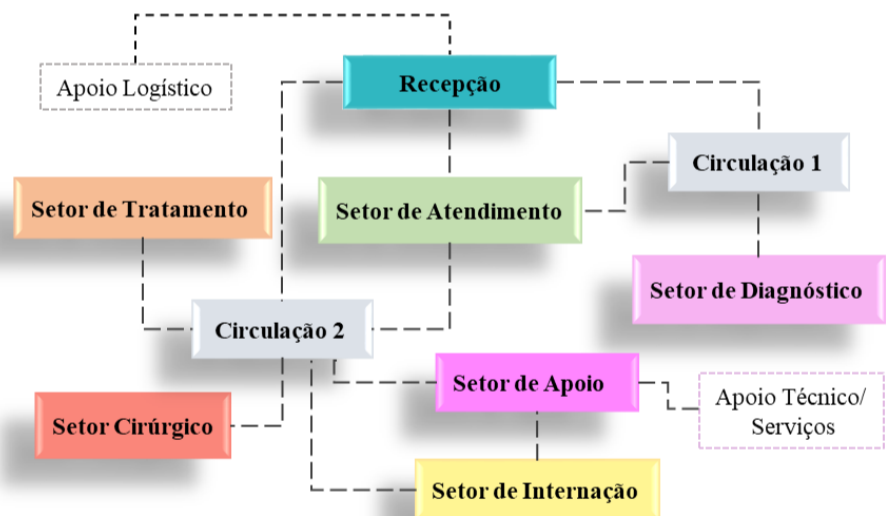 Apoio Logístico
Recepção
Circulação 1
Setor de Tratamento
Setor de Atendimento
Setor de Diagnóstico
Circulação 2
Setor de Apoio
Apoio Técnico/
Serviços
Setor Cirúrgico
Setor de Internação